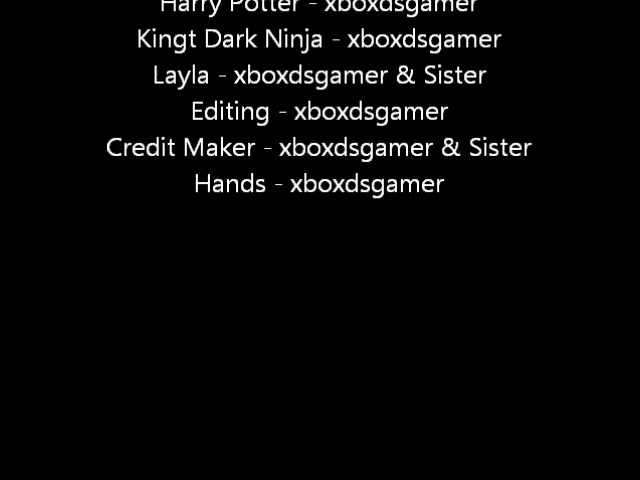 Harry Potter - xboxdsgamer
Kingt Dark Ninja - xboxdsgamer
Layla - xboxdsgamer & Sister
Editing - xboxdsgamer
Credit Maker - xboxdsgamer & Sister
Hands - xboxdsgamer